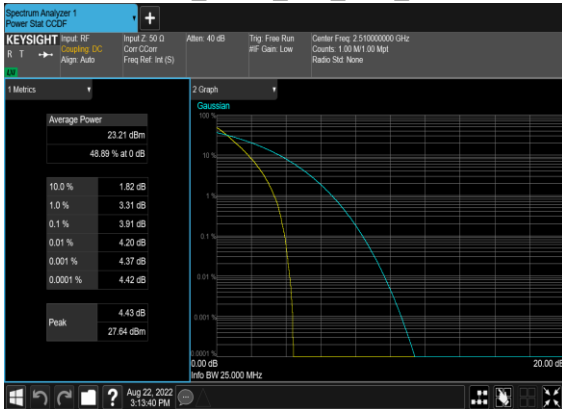 Spectrum Analyzer 1
Power Stat CCDF
KEYSIGHT
R T
LXI
Input: RF
Coupling: DC
Align: Auto
Input Z: 50 Ω
Corr CCorr
Freq Ref: Int (S)
Atten: 40 dB
Trig: Free Run
#IF Gain: Low
Center Freq: 2.510000000 GHz
Counts: 1.00 M/1.00 Mpt
Radio Std: None
1 Metrics
Average Power
23.21 dBm
48.89 % at 0 dB
10.0 % 1.82 dB
1.0 % 3.31 dB
0.1 % 3.91 dB
0.01 % 4.20 dB
0.001 % 4.37 dB
0.0001 % 4.42 dB
Peak
4.43 dB
27.64 dBm
2 Graph
Gaussian
100 %
10 %
1 %
0.1 %
0.01 %
0.001 %
0.0001 %
0.00 dB 20.00 dB
Info BW 25.000 MHz
?
Aug 22, 2022
3:13:40 PM